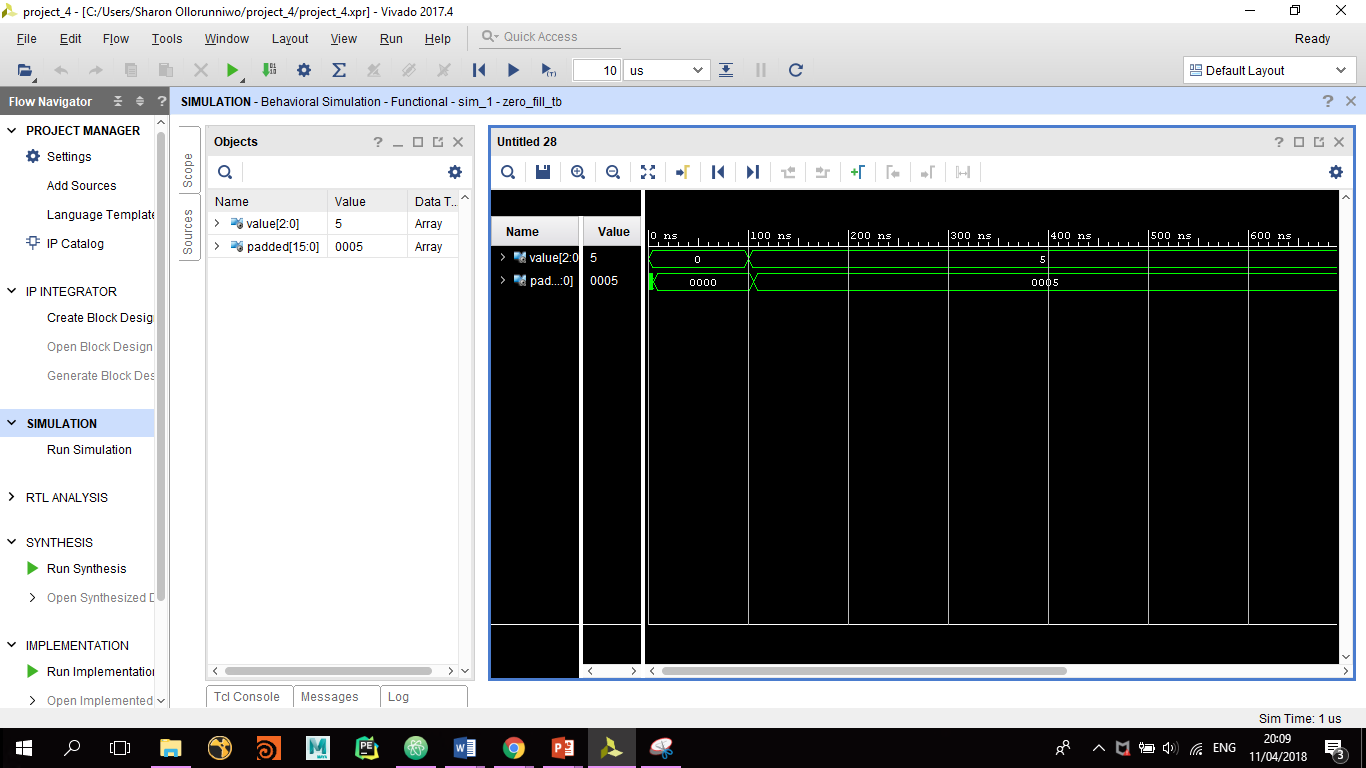 project_4 - [C:/Users/Sharon Ollorunniwo/project_4/project_4.xpr] - Vivado 2017.4
File Edit Flow Tools Window Layout View Run Help Quick Access Ready
10 us Default Layout
Flow Navigator
SIMULATION - Behavioral Simulation - Functional - sim_1 - zero_fill_tb
PROJECT MANAGER
Settings
Add Sources
Language Template
IP Catalog
IP INTEGRATOR
Create Block Desig
Open Block Design
Generate Block Des
SIMULATION
Run Simulation
RTL ANALYSIS
SYNTHESIS
Run Synthesis
Open Synthesized D
IMPLEMENTATION
Run Implementation
Open Implemented
Scope
Sources
Objects
Name Value Data T...
value[2:0] 5 Array
padded[15:0] 0005 Array
Tcl Console Messages Log
Untitled 28
Name Value
value[2:0 5
pad...:0] 0005
0 ns 100 ns 200 ns 300 ns 400 ns 500 ns 600 ns
0 5
0000 0005
Sim Time: 1 us
ENG
20:09
11/04/2018
3